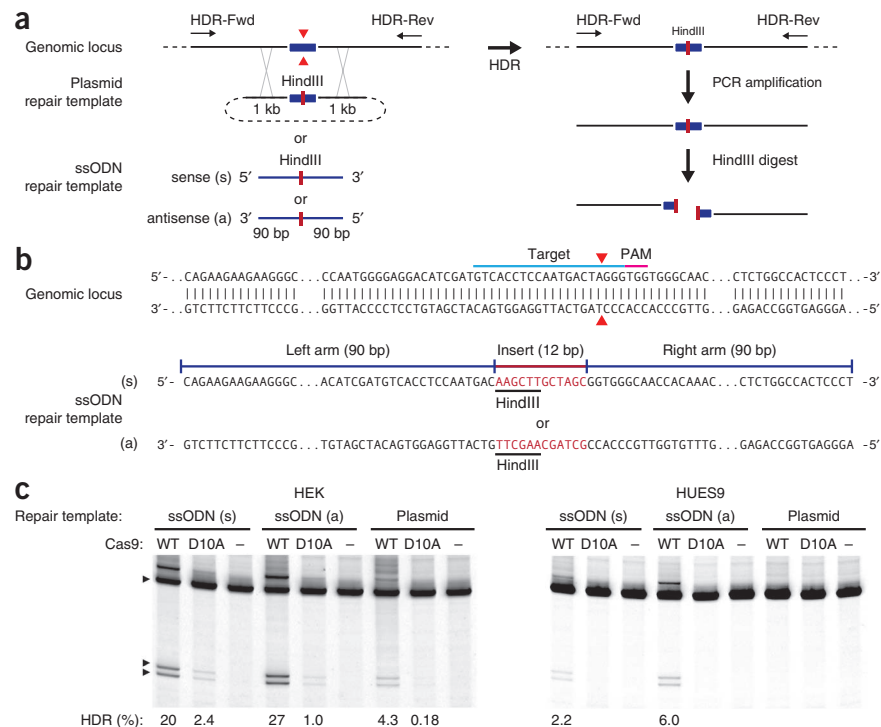 a
HDR-Fwd HDR-Rev HDR-Fwd HindIII HDR-Rev
Genomic locus
HDR
Plasmid
repair template
HindIII
1 kb 1 kb
PCR amplification
or
HindIII
ssODN
repair template
sense (s) 5′ 3′
HindIII digest
or
antisense (a) 3′ 5′
90 bp 90 bp
b
Target PAM
5′-..CAGAAGAAGAAGGGC...CCAATGGGGAGGACATCGATGTCACCTCCAATGACTAGGGTGGTGGGCAAC...CTCTGGCCACTCCCT..-3′
Genomic locus
3′-..GTCTTCTTCTTCCCG...GGTTACCCCTCCTGTAGCTACAGTGGAGGTTACTGATCCCACCACCCGTTG...GAGACCGGTGAGGGA..-5′
Left arm (90 bp) Insert (12 bp) Right arm (90 bp)
(s) 5′- CAGAAGAAGAAGGGC...ACATCGATGTCACCTCCAATGACAAGCTTGCTAGCGGTGGGCAACCACAAAC...CTCTGGCCACTCCCT -3′
HindIII
ssODN
repair template
or
(a) 3′- GTCTTCTTCTTCCCG...TGTAGCTACAGTGGAGGTTACTGTTCGAACGATCGCCACCCGTTGGTGTTTG...GAGACCGGTGAGGGA -5′
HindIII
c
HEK HUES9
Repair template: ssODN (s) ssODN (a) Plasmid ssODN (s) ssODN (a) Plasmid
Cas9: WT D10A – WT D10A – WT D10A – WT D10A – WT D10A – WT D10A –
HDR (%): 20 2.4 27 1.0 4.3 0.18 2.2 6.0